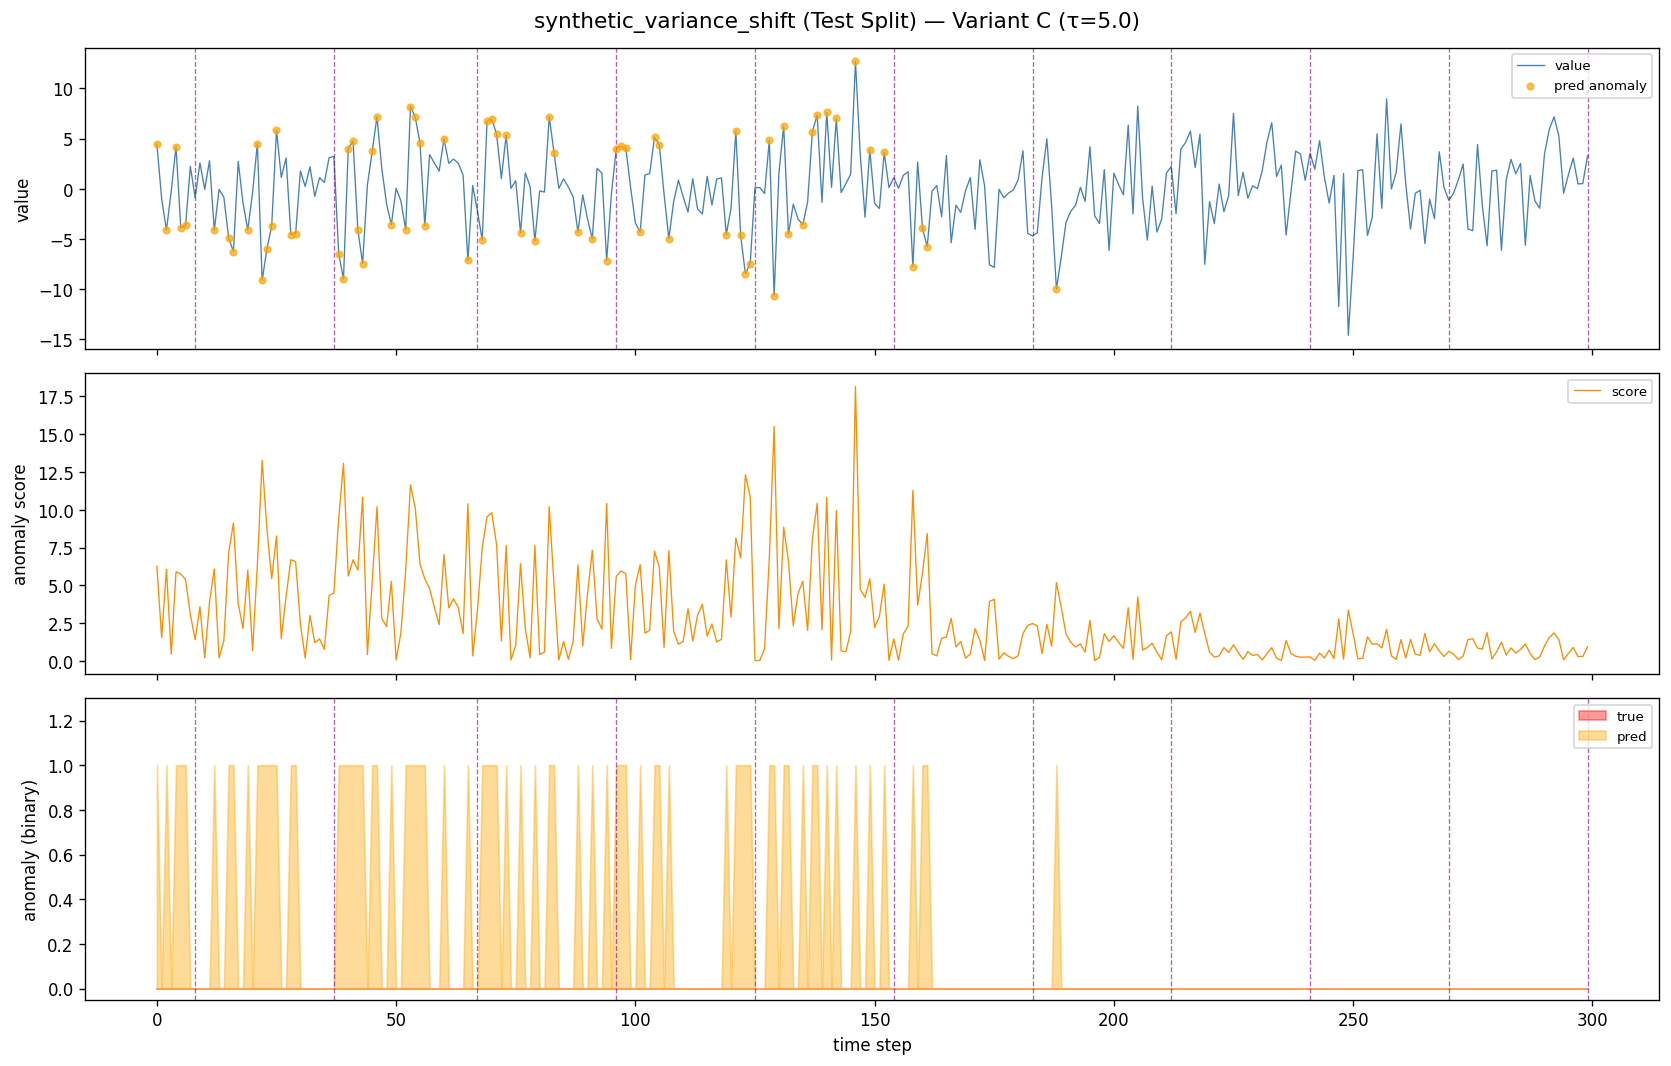 synthetic_variance_shift (Test Split) — Variant C (τ=5.0)
value
pred anomaly
10
5
0
−5
−10
−15
value
score
17.5
15.0
12.5
10.0
7.5
5.0
2.5
0.0
anomaly score
true
pred
1.2
1.0
0.8
0.6
0.4
0.2
0.0
anomaly (binary)
0 50 100 150 200 250 300
time step